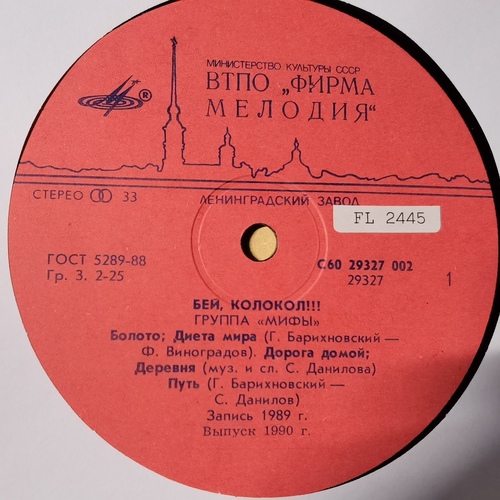 МИНИСТЕРСТВО КУЛЬТУРЫ СССР
ВТПО „ФИРМА
МЕЛОДИЯ“
®
СТЕРЕО 33
ЛЕНИНГРАДСКИЙ ЗАВОД
FL 2445
ГОСТ 5289-88
Гр. 3. 2-25
С60 29327 002
29327
1
БЕЙ, КОЛОКОЛ!!!
ГРУППА «МИФЫ»
Болото; Диета мира (Г. Барихновский —
Ф. Виноградов). Дорога домой;
Деревня (муз. и сл. С. Данилова)
Путь (Г. Барихновский —
С. Данилов)
Запись 1989 г.
Выпуск 1990 г.